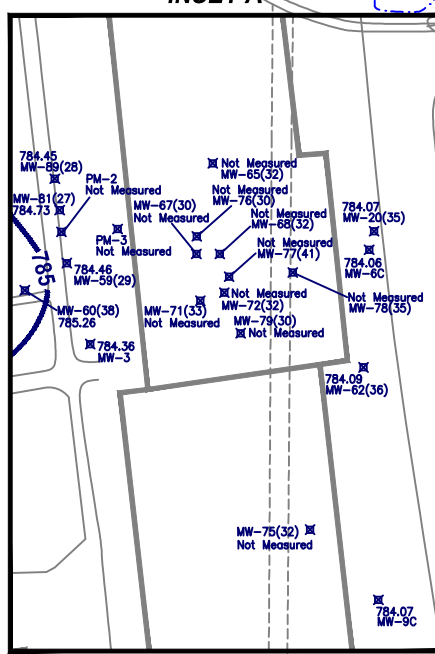 784.45
MW-89(28)
PM-2
Not Measured
MW-81(27)
784.73
PM-3
Not Measured
784.46
MW-59(29)
785
MW-60(38)
785.26
784.36
MW-3
Not Measured
MW-65(32)
Not Measured
MW-76(30)
MW-67(30)
Not Measured
Not Measured
MW-68(32)
Not Measured
MW-77(41)
Not Measured
MW-72(32)
MW-71(33)
Not Measured
MW-79(30)
Not Measured
Not Measured
MW-78(35)
784.07
MW-20(35)
784.06
MW-6C
784.09
MW-62(36)
MW-75(32)
Not Measured
784.07
MW-9C